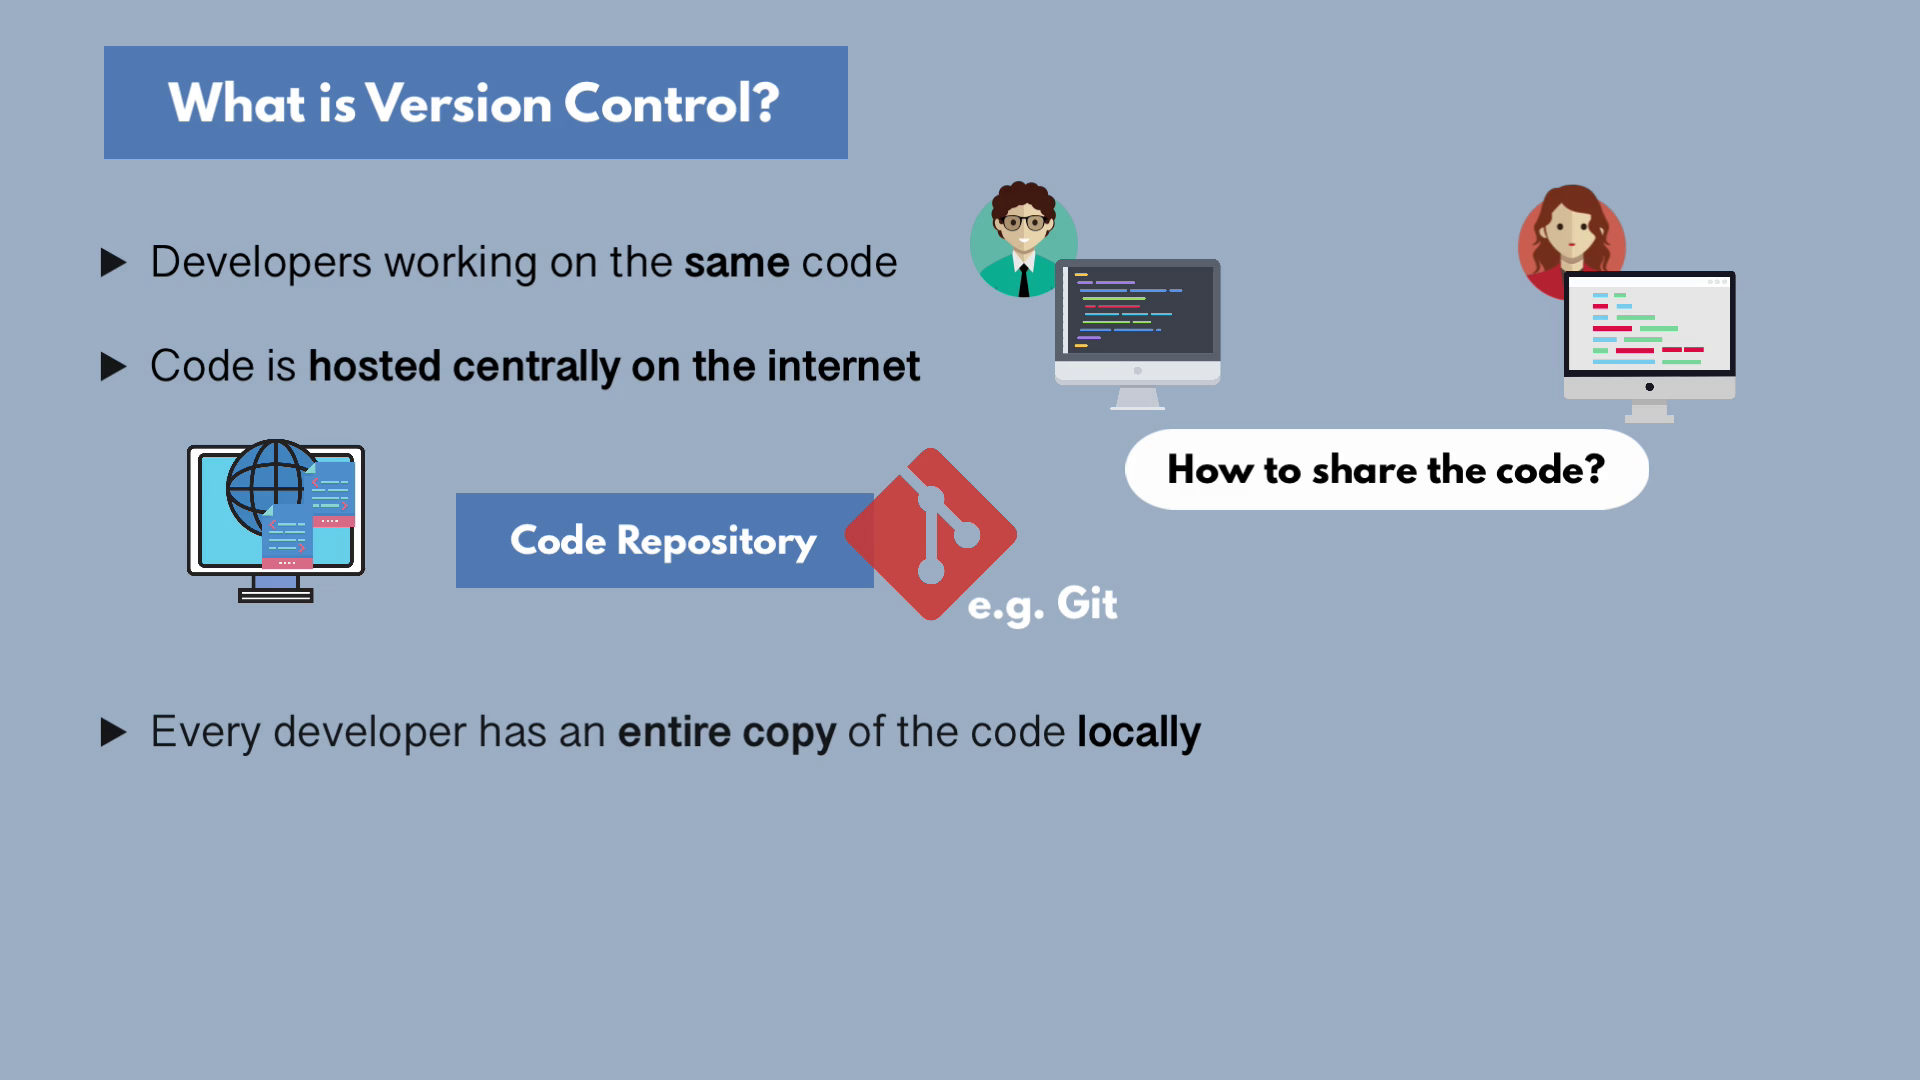 What is Version Control?
Developers working on the same code
Code is hosted centrally on the internet
How to share the code?
Code Repository
e.g. Git
Every developer has an entire copy of the code locally